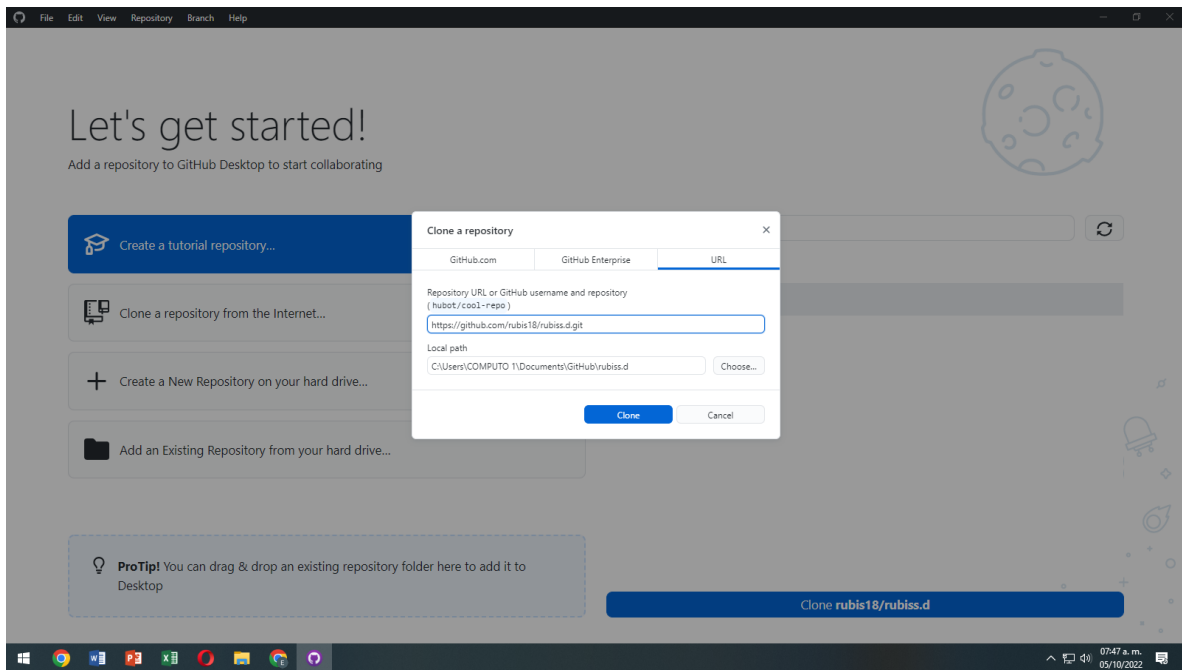 File Edit View Repository Branch Help
Let's get started!
Add a repository to GitHub Desktop to start collaborating
Create a tutorial repository...
Clone a repository from the Internet...
Create a New Repository on your hard drive...
Add an Existing Repository from your hard drive...
ProTip! You can drag & drop an existing repository folder here to add it to
Desktop
Clone a repository
GitHub.com GitHub Enterprise URL
Repository URL or GitHub username and repository
(hubot/cool-repo)
https://github.com/rubis18/rubiss.d.git
Local path
C:\Users\COMPUTO 1\Documents\GitHub\rubiss.d Choose...
Clone Cancel
Clone rubis18/rubiss.d
07:47 a. m.
05/10/2022